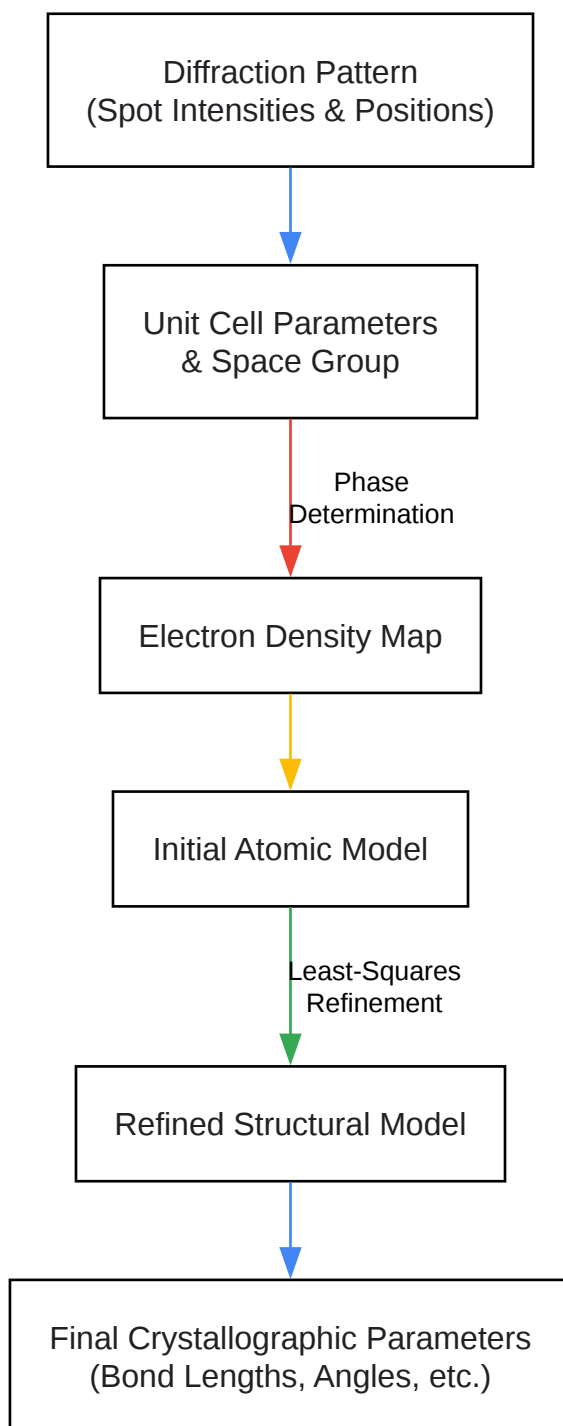 Diffraction Pattern
(Spot Intensities & Positions)
Unit Cell Parameters
& Space Group
Phase
Determination
Electron Density Map
Initial Atomic Model
Least-Squares
Refinement
Refined Structural Model
Final Crystallographic Parameters
(Bond Lengths, Angles, etc.)